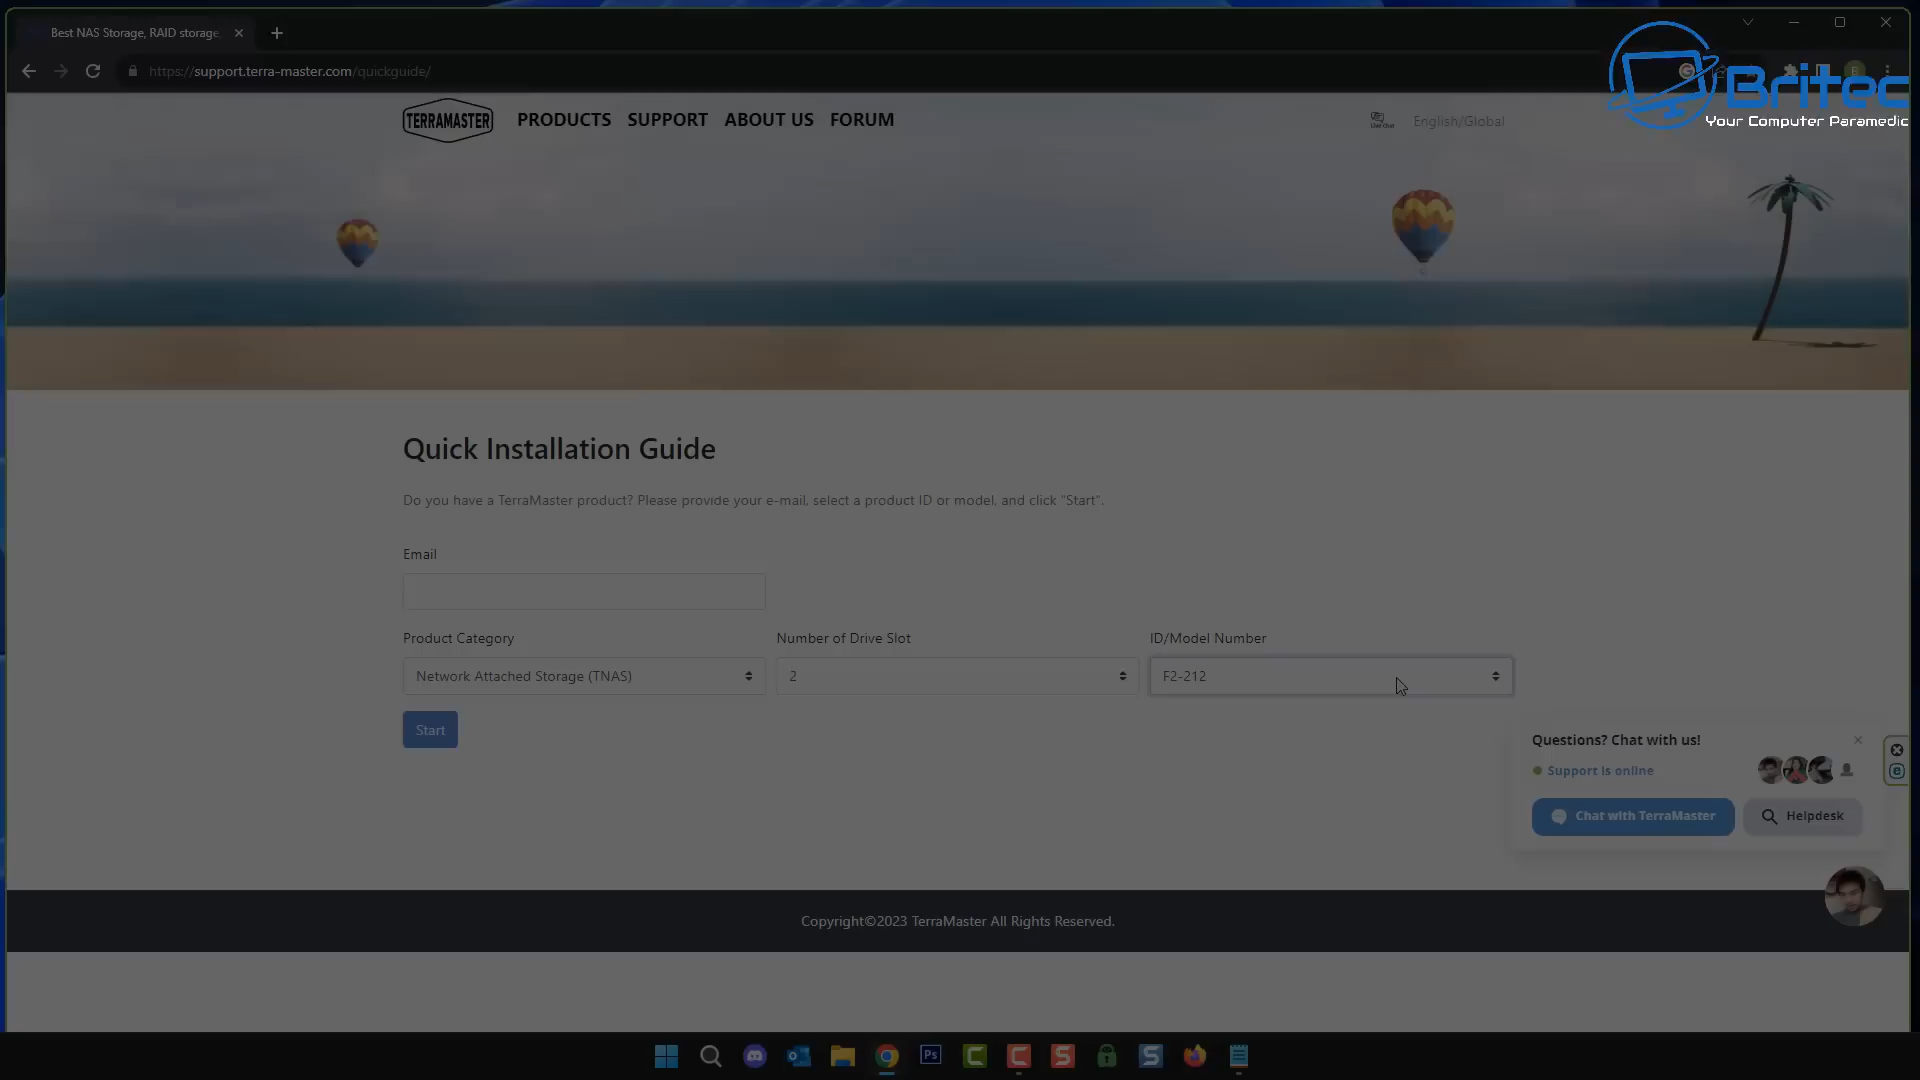 Best NAS Storage, RAID storage,
https://support.terra-master.com/quickguide/
Britec
Your Computer Paramedic
TERRAMASTER
PRODUCTS SUPPORT ABOUT US FORUM
Live Chat
English/Global
Quick Installation Guide
Do you have a TerraMaster product? Please provide your e-mail, select a product ID or model, and click "Start".
Email
Product Category
Number of Drive Slot
ID/Model Number
Network Attached Storage (TNAS)
2
F2-212
Start
Questions? Chat with us!
Support is online
Chat with TerraMaster
Helpdesk
Copyright©2023 TerraMaster All Rights Reserved.